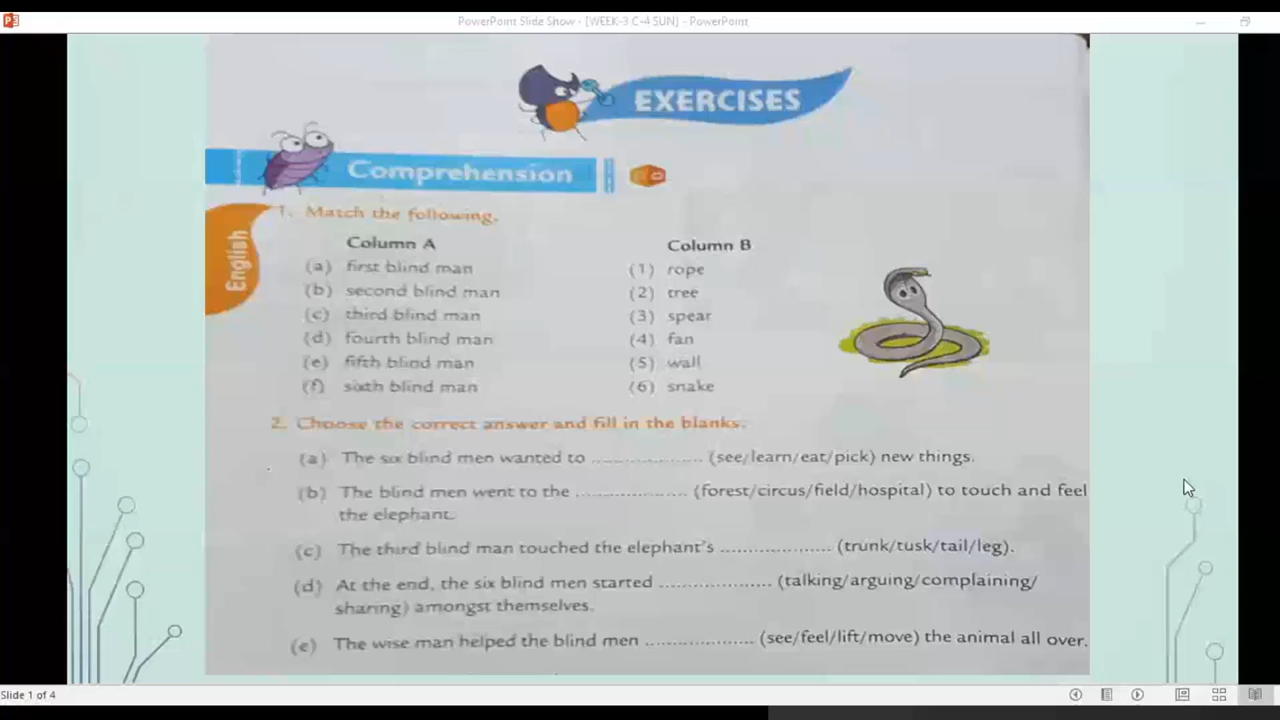 PowerPoint Slide Show - [WEEK-3 C-4 SUN] - PowerPoint
EXERCISES
Comprehension
English
1. Match the following.
Column A Column B
(a) first blind man (1) rope
(b) second blind man (2) tree
(c) third blind man (3) spear
(d) fourth blind man (4) fan
(e) fifth blind man (5) wall
(f) sixth blind man (6) snake
2. Choose the correct answer and fill in the blanks.
(a) The six blind men wanted to .................... (see/learn/eat/pick) new things.
(b) The blind men went to the .................... (forest/circus/field/hospital) to touch and feel
the elephant.
(c) The third blind man touched the elephant's .................... (trunk/tusk/tail/leg).
(d) At the end, the six blind men started .................... (talking/arguing/complaining/
sharing) amongst themselves.
(e) The wise man helped the blind men .................... (see/feel/lift/move) the animal all over.
Slide 1 of 4